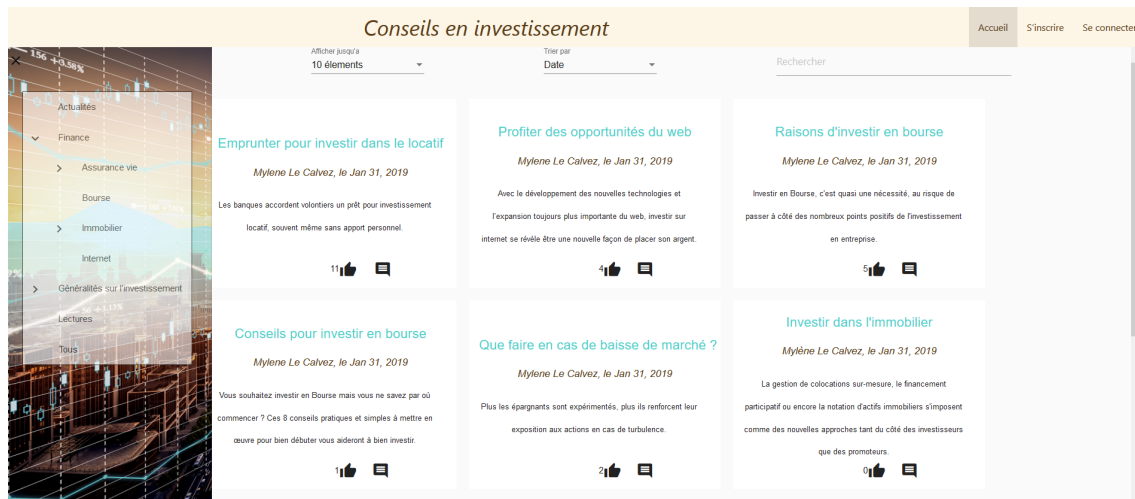 Conseils en investissement
Accueil
S'inscrire
Se connecter
156 +3.58%
Actualités
Finance
Assurance vie
Bourse
Immobilier
Internet
Généralités sur l'investissement
Lectures
Tous
Afficher jusqu'a
10 élements
Trier par
Date
Rechercher
Emprunter pour investir dans le locatif
Mylene Le Calvez, le Jan 31, 2019
Les banques accordent volontiers un prêt pour investissement
locatif, souvent même sans apport personnel.
11
Profiter des opportunités du web
Mylene Le Calvez, le Jan 31, 2019
Avec le développement des nouvelles technologies et
l'expansion toujours plus importante du web, investir sur
internet se révéle être une nouvelle façon de placer son argent.
4
Raisons d'investir en bourse
Mylene Le Calvez, le Jan 31, 2019
Investir en Bourse, c'est quasi une nécessité, au risque de
passer à côté des nombreux points positifs de l'investissement
en entreprise.
5
Conseils pour investir en bourse
Mylene Le Calvez, le Jan 31, 2019
Vous souhaitez investir en Bourse mais vous ne savez par où
commencer ? Ces 8 conseils pratiques et simples à mettre en
œuvre pour bien débuter vous aideront à bien investir.
1
Que faire en cas de baisse de marché ?
Mylene Le Calvez, le Jan 31, 2019
Plus les épargnants sont expérimentés, plus ils renforcent leur
exposition aux actions en cas de turbulence.
2
Investir dans l'immobilier
Mylène Le Calvez, le Jan 31, 2019
La gestion de colocations sur-mesure, le financement
participatif ou encore la notation d'actifs immobiliers s'imposent
comme des nouvelles approches tant du côté des investisseurs
que des promoteurs.
0